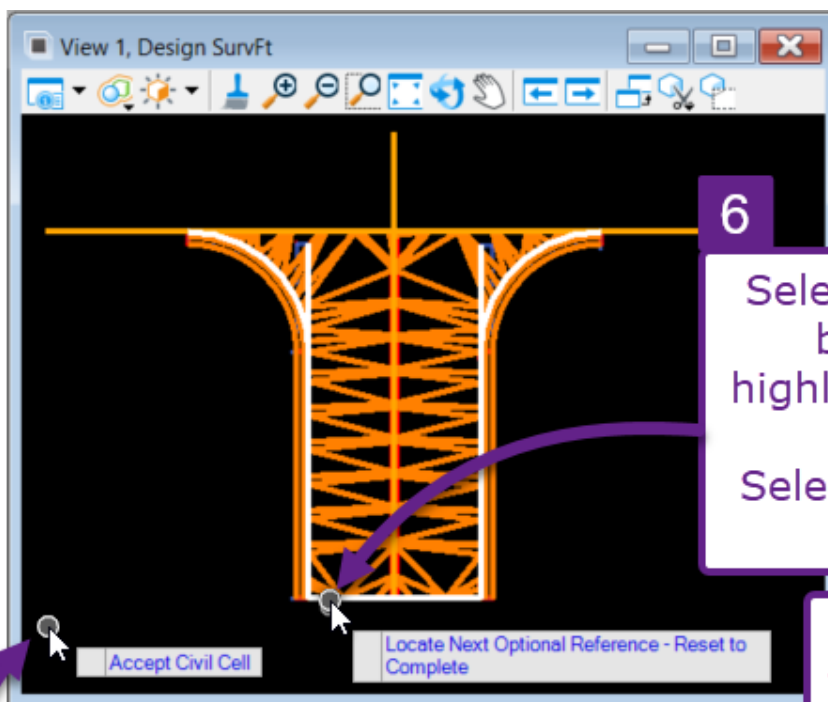 View 1, Design SurvFt
6
Sele
b
highl
Sele
Locate Next Optional Reference - Reset to
Complete
Accept Civil Cell